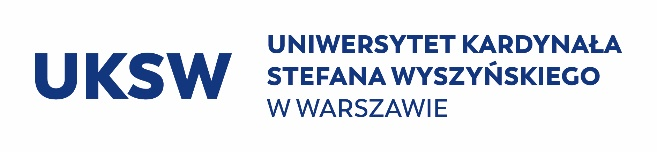 UKSW
UNIWERSYTET KARDYNAŁA
STEFANA WYSZYŃSKIEGO
W WARSZAWIE